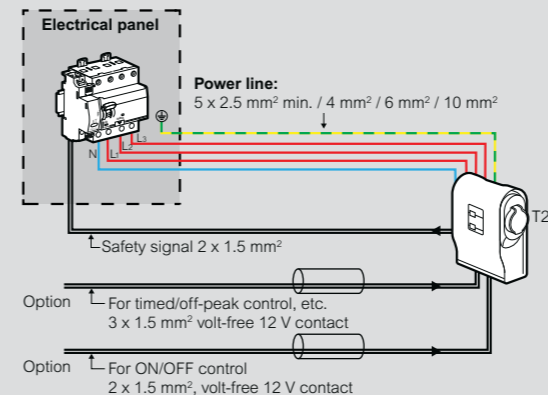 Electrical panel
Power line:
5 x 2.5 mm² min. / 4 mm² / 6 mm² / 10 mm²
N
L1
L2
L3
T2
Safety signal 2 x 1.5 mm²
Option
For timed/off-peak control, etc.
3 x 1.5 mm² volt-free 12 V contact
Option
For ON/OFF control
2 x 1.5 mm², volt-free 12 V contact